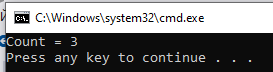 C:\Windows\system32\cmd.exe
Count = 3
Press any key to continue . . .